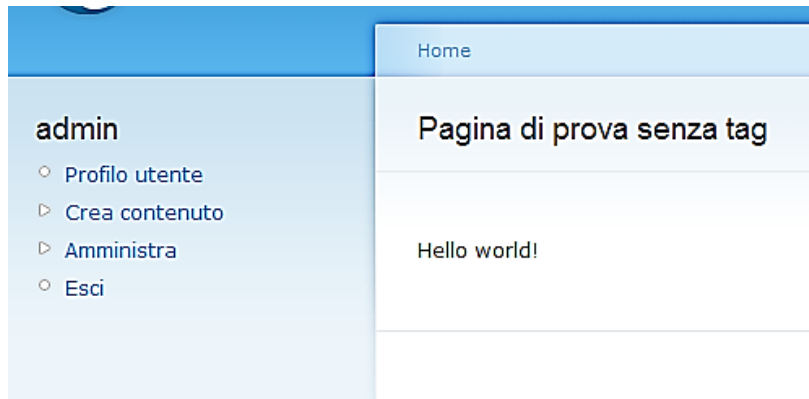 Home
admin
Profilo utente
Crea contenuto
Amministra
Esci
Pagina di prova senza tag
Hello world!